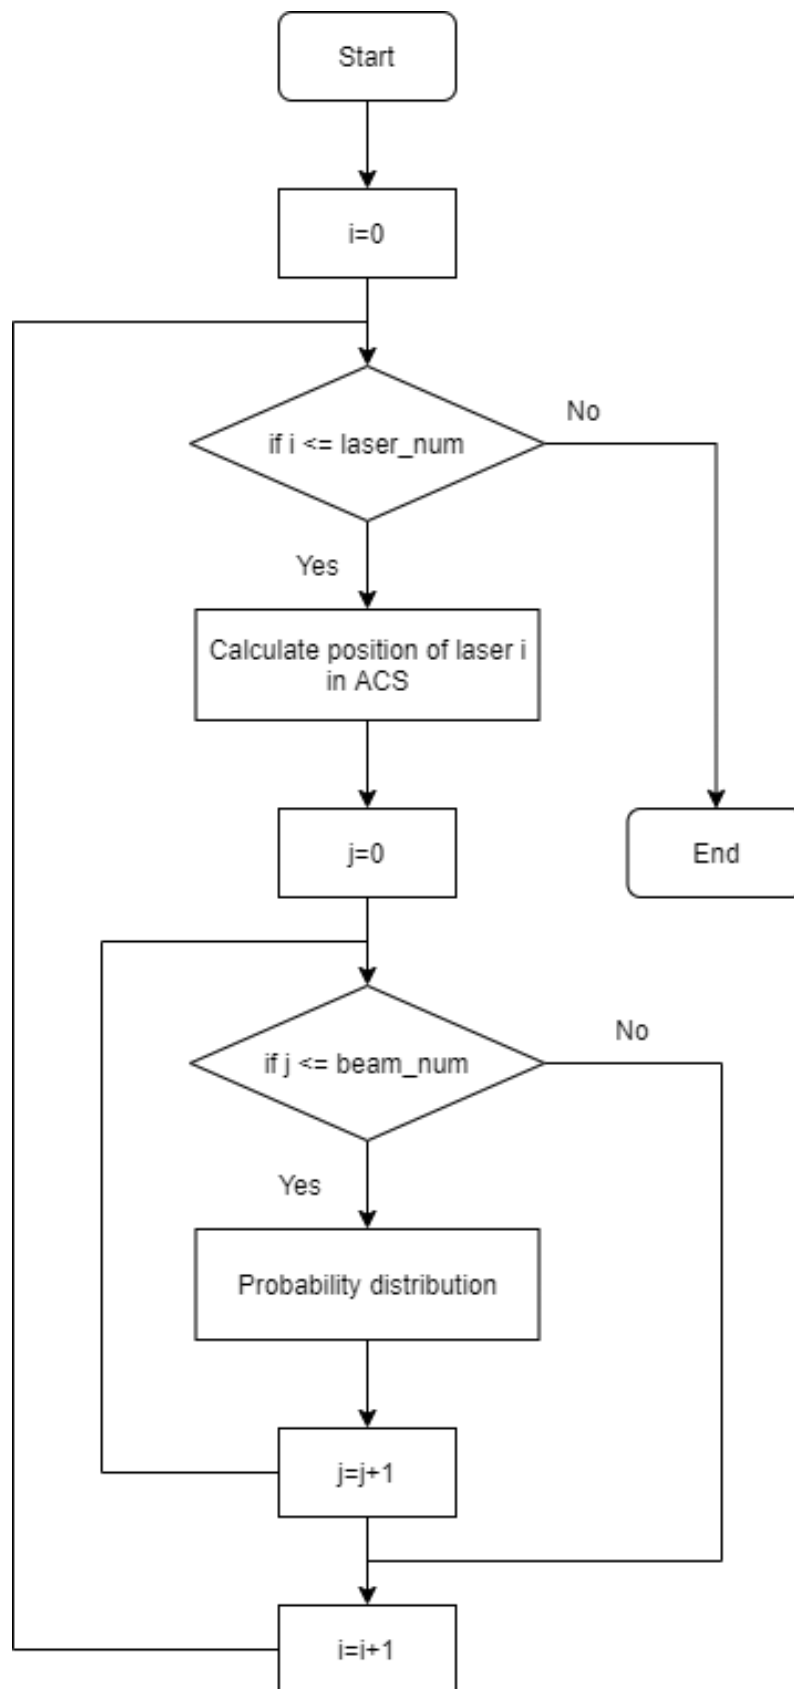 Start
i=0
if i <= laser_num
No
Yes
Calculate position of laser i
in ACS
j=0
End
if j <= beam_num
No
Yes
Probability distribution
j=j+1
i=i+1